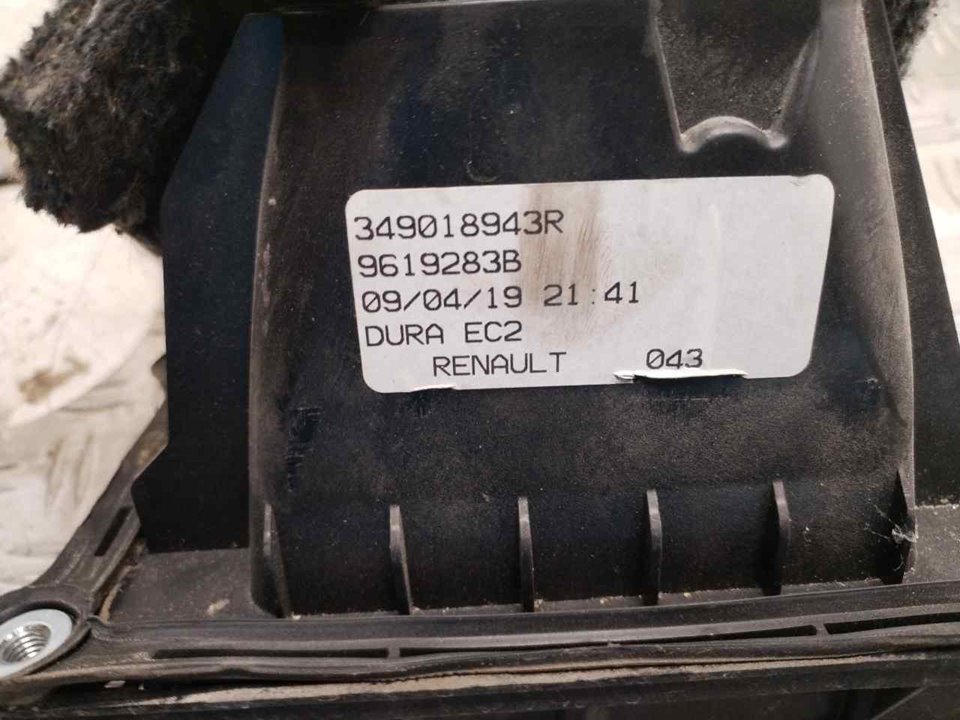 349018943R
9619283B
09/04/19 21:41
DURA EC2
RENAULT 043